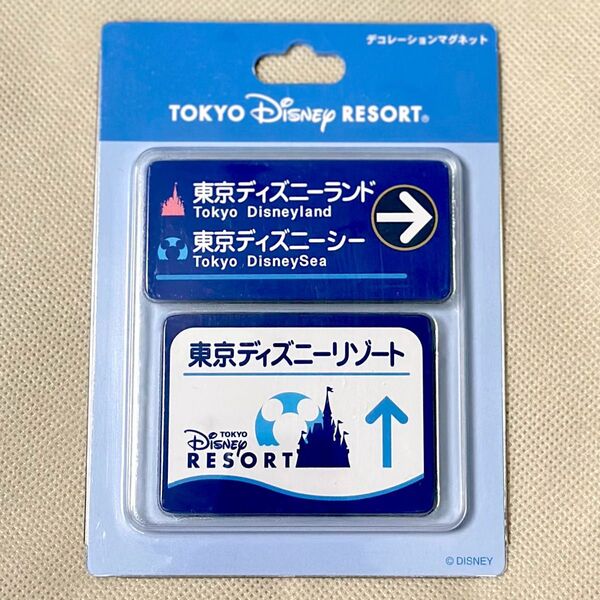 デコレーションマグネット
TOKYO Disney RESORT®
東京ディズニーランド
Tokyo Disneyland
東京ディズニーシー
Tokyo DisneySea
東京ディズニーリゾート
TOKYO
Disney
RESORT
© DISNEY